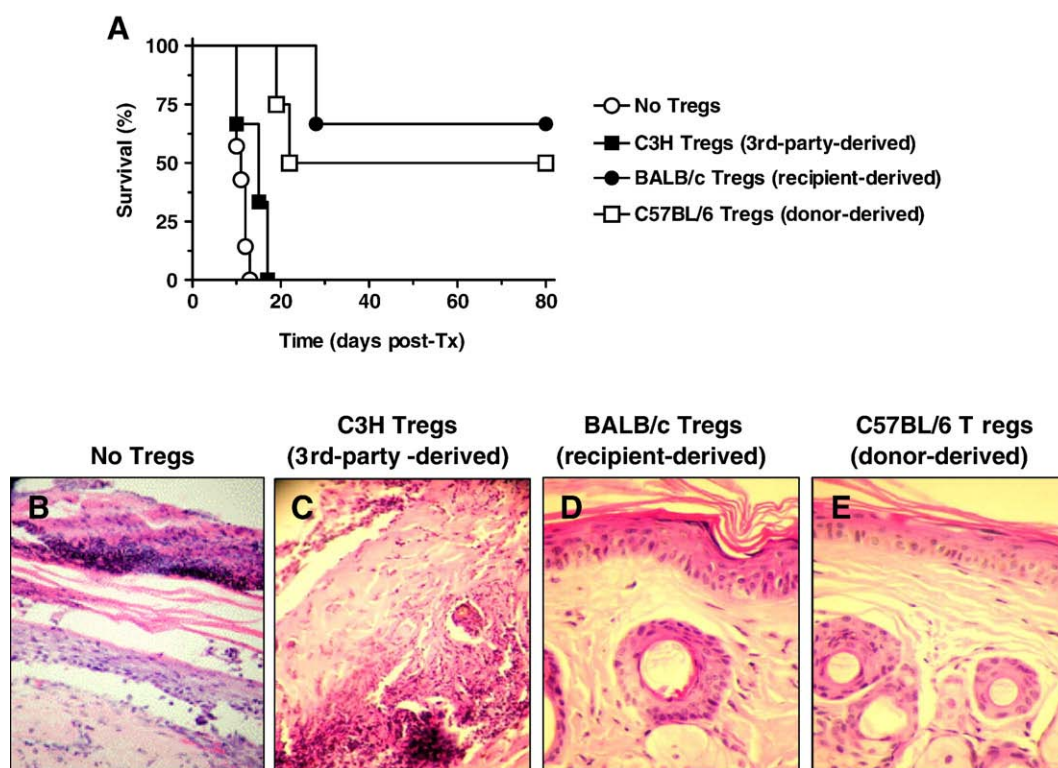 A
100
75
50
25
0
Survival (%)
0 20 40 60 80
Time (days post-Tx)
No Tregs
C3H Tregs (3rd-party-derived)
BALB/c Tregs (recipient-derived)
C57BL/6 Tregs (donor-derived)
No Tregs
C3H Tregs
(3rd-party -derived)
BALB/c Tregs
(recipient-derived)
C57BL/6 T regs
(donor-derived)
B
C
D
E